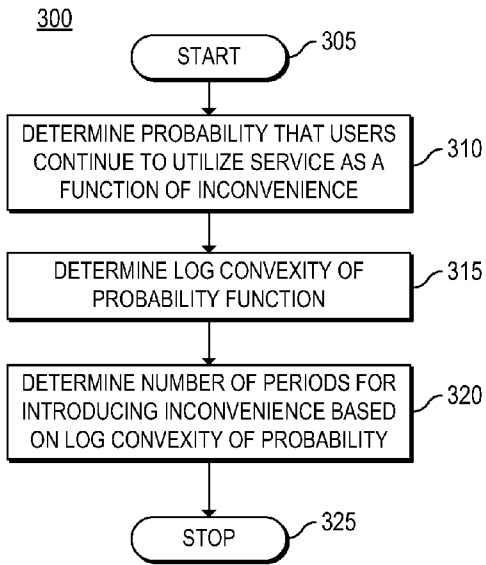 300
START
305
DETERMINE PROBABILITY THAT USERS
CONTINUE TO UTILIZE SERVICE AS A
FUNCTION OF INCONVENIENCE
310
DETERMINE LOG CONVEXITY OF
PROBABILITY FUNCTION
315
DETERMINE NUMBER OF PERIODS FOR
INTRODUCING INCONVENIENCE BASED
ON LOG CONVEXITY OF PROBABILITY
320
STOP
325